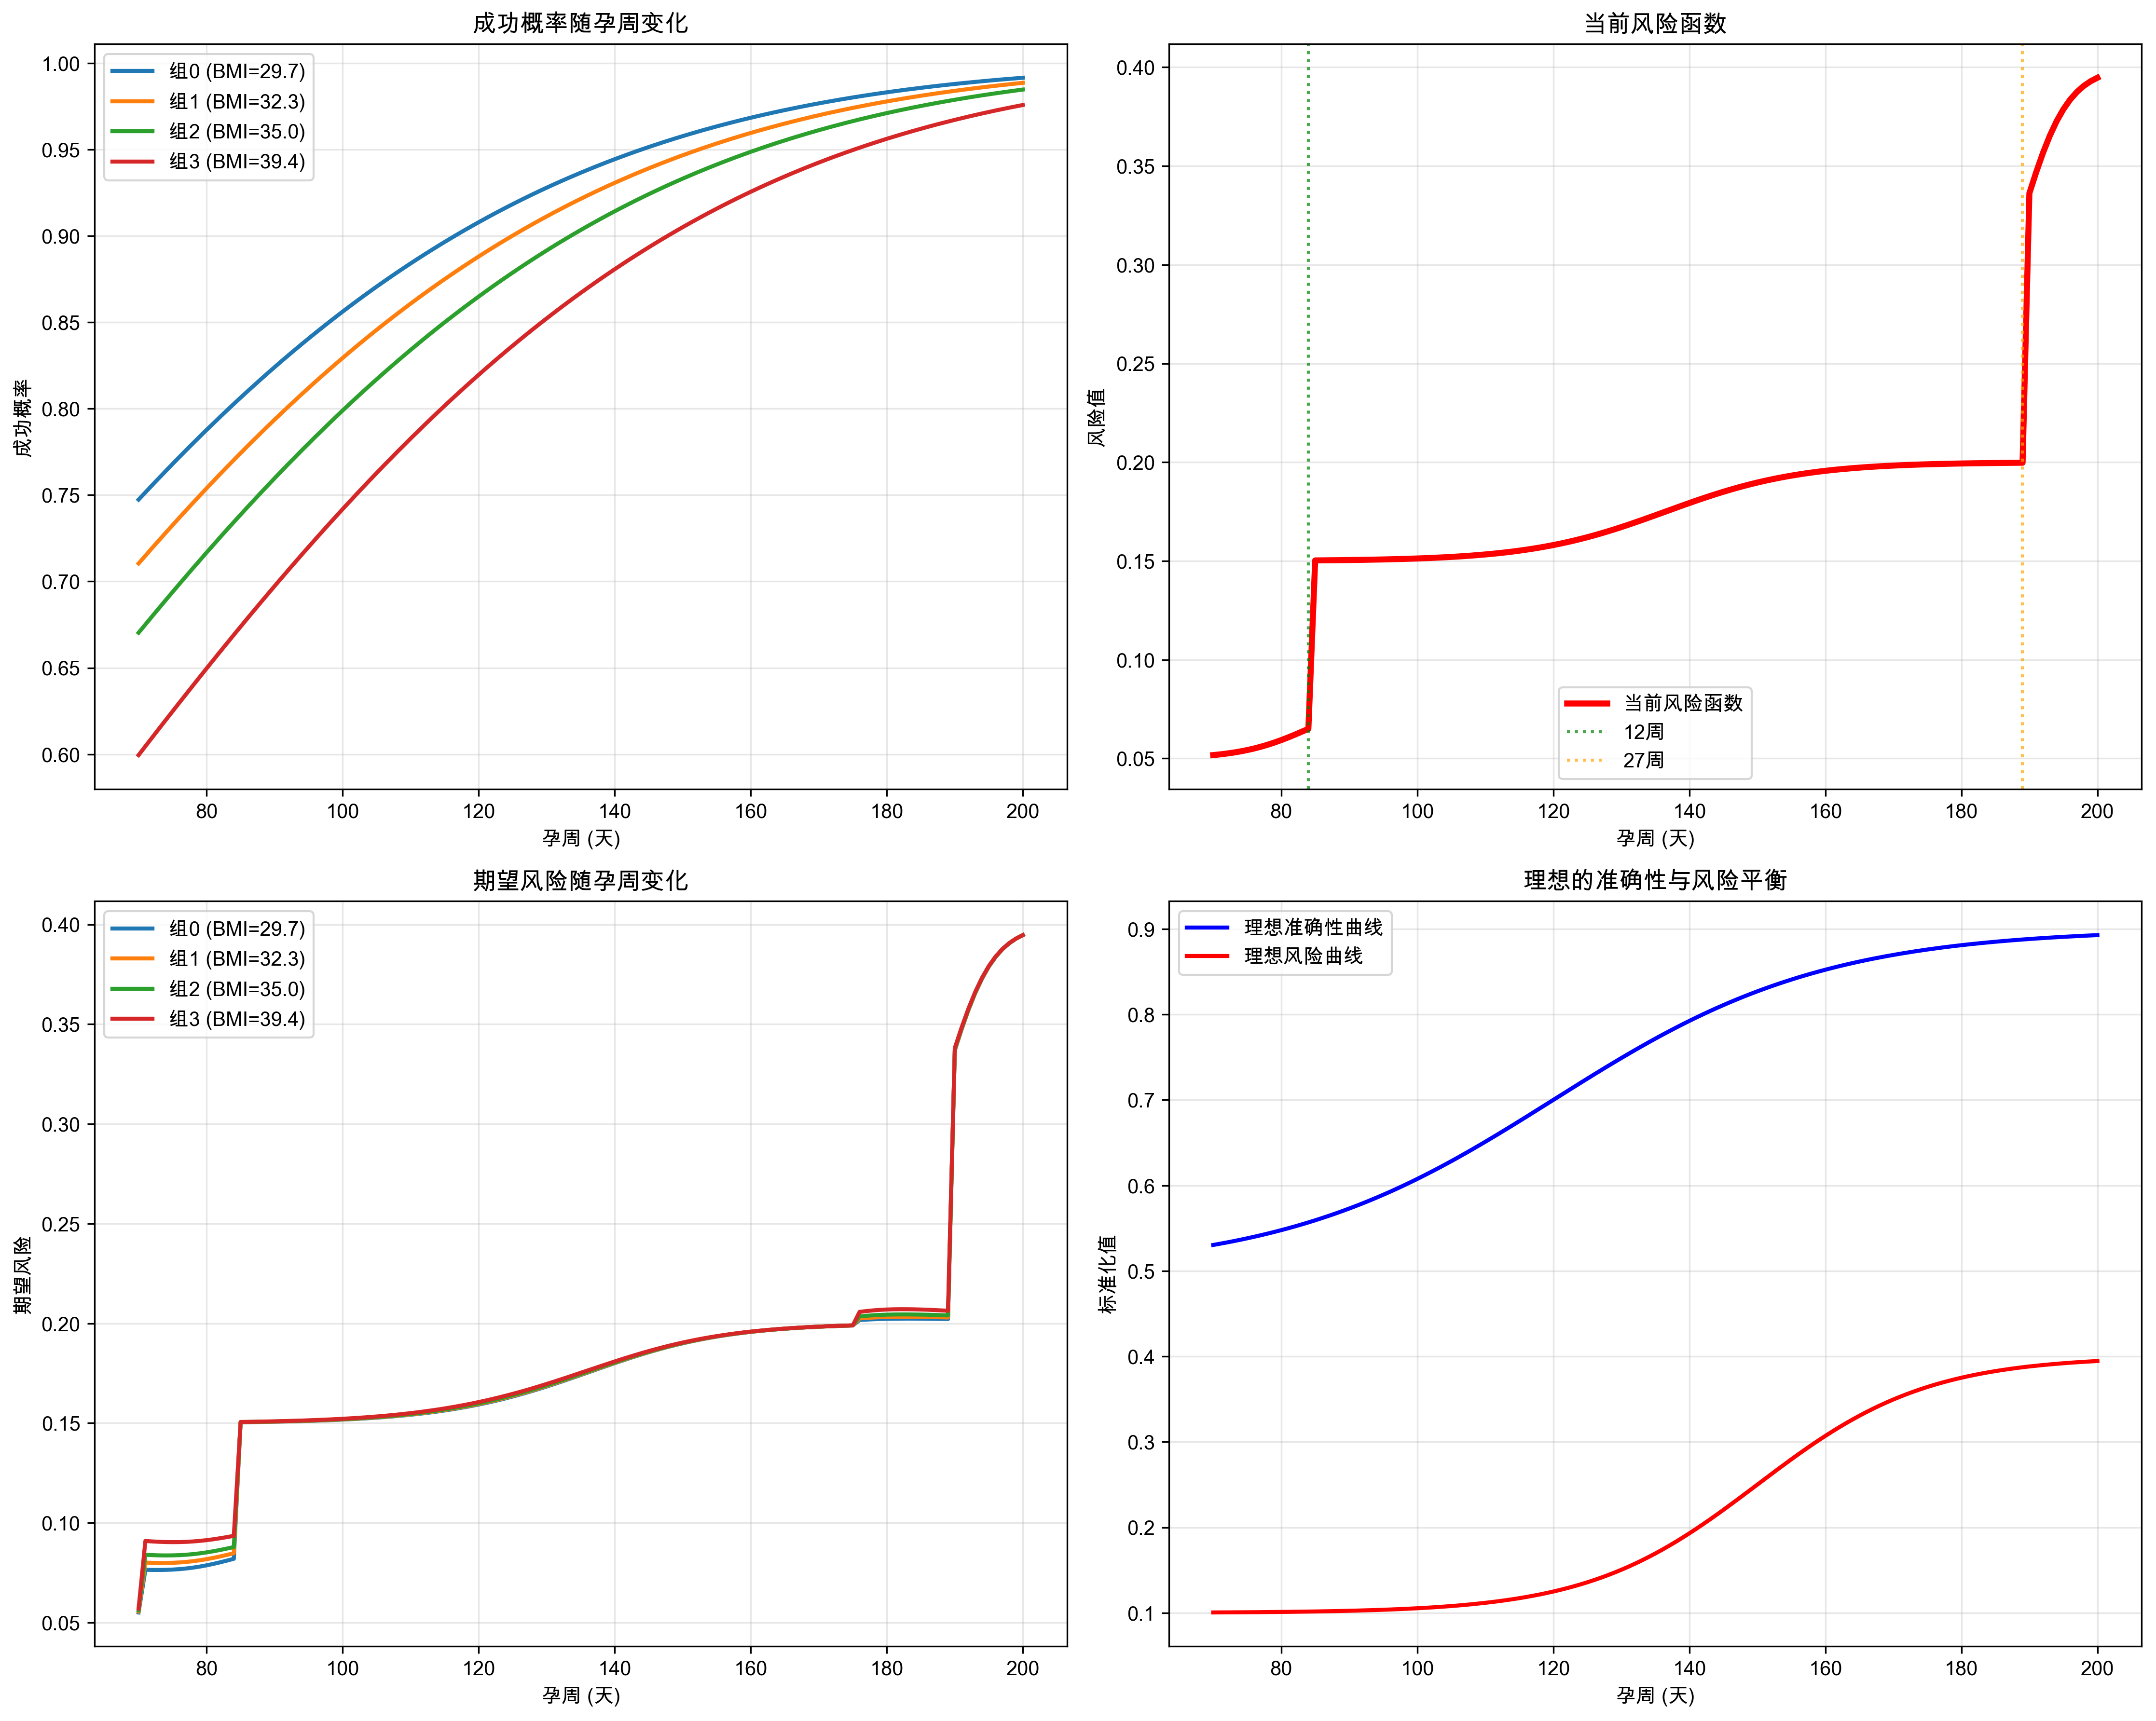 成功概率随孕周变化
1.00
0.95
0.90
0.85
0.80
0.75
0.70
0.65
0.60
成功概率
组0 (BMI=29.7)
组1 (BMI=32.3)
组2 (BMI=35.0)
组3 (BMI=39.4)
80 100 120 140 160 180 200
孕周 (天)
当前风险函数
0.40
0.35
0.30
0.25
0.20
0.15
0.10
0.05
风险值
当前风险函数
12周
27周
80 100 120 140 160 180 200
孕周 (天)
期望风险随孕周变化
0.40
0.35
0.30
0.25
0.20
0.15
0.10
0.05
期望风险
组0 (BMI=29.7)
组1 (BMI=32.3)
组2 (BMI=35.0)
组3 (BMI=39.4)
80 100 120 140 160 180 200
孕周 (天)
理想的准确性与风险平衡
0.9
0.8
0.7
0.6
0.5
0.4
0.3
0.2
0.1
标准化值
理想准确性曲线
理想风险曲线
80 100 120 140 160 180 200
孕周 (天)